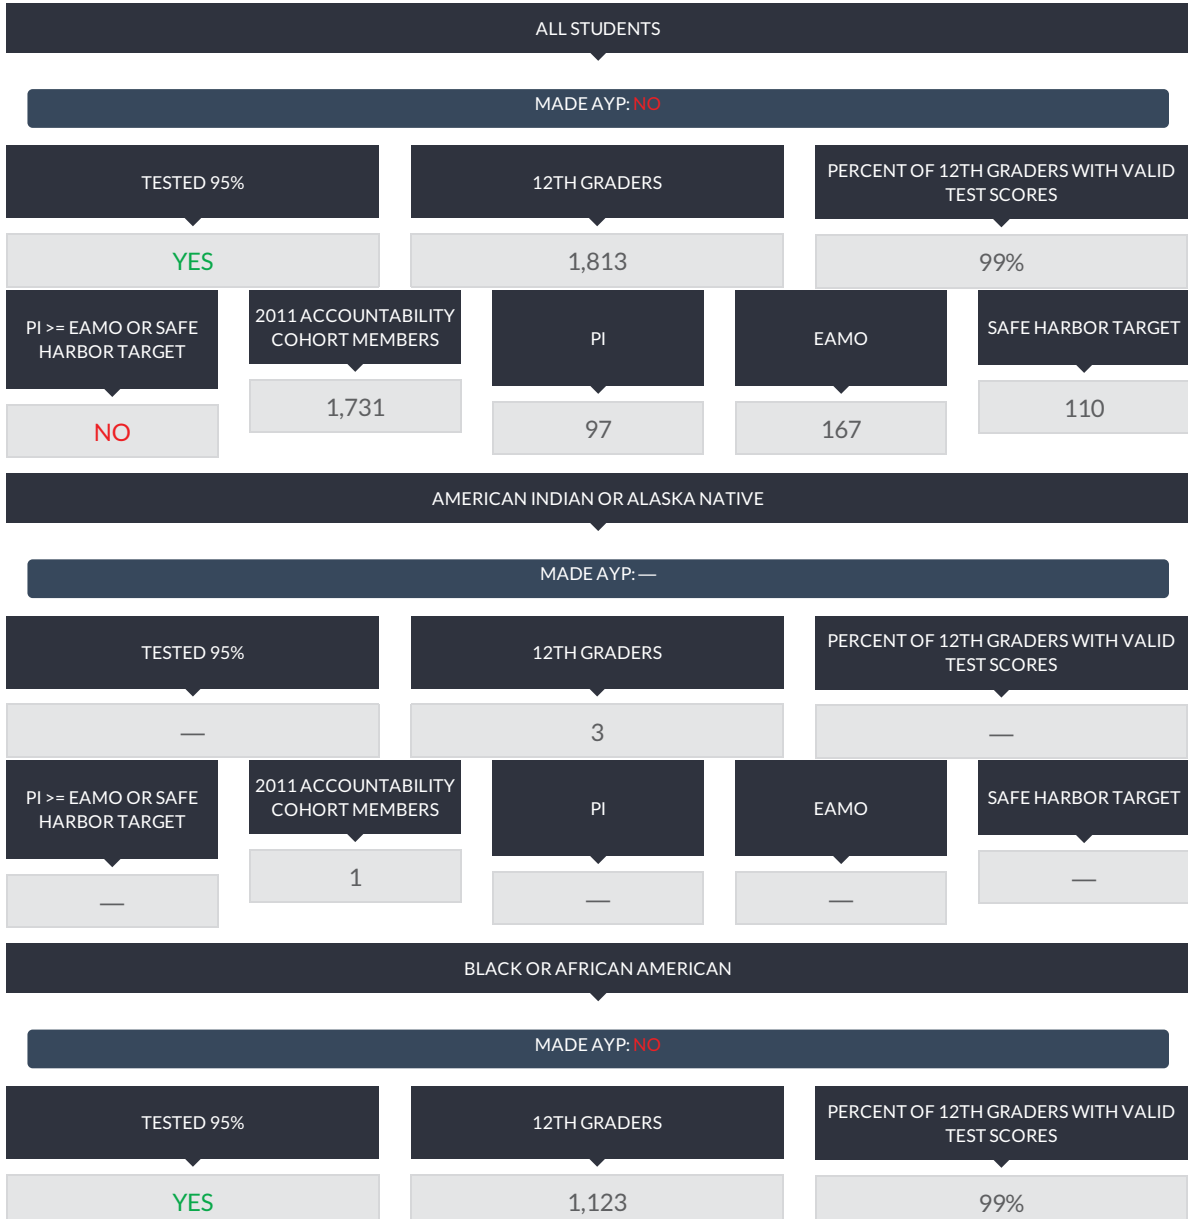 ALL STUDENTS
MADE AYP: NO
TESTED 95%
12TH GRADERS
PERCENT OF 12TH GRADERS WITH VALID
TEST SCORES
YES
1,813
99%
PI >= EAMO OR SAFE
HARBOR TARGET
2011 ACCOUNTABILITY
COHORT MEMBERS
PI
EAMO
SAFE HARBOR TARGET
NO
1,731
97
167
110
AMERICAN INDIAN OR ALASKA NATIVE
MADE AYP: —
TESTED 95%
12TH GRADERS
PERCENT OF 12TH GRADERS WITH VALID
TEST SCORES
—
3
—
PI >= EAMO OR SAFE
HARBOR TARGET
2011 ACCOUNTABILITY
COHORT MEMBERS
PI
EAMO
SAFE HARBOR TARGET
—
1
—
—
—
BLACK OR AFRICAN AMERICAN
MADE AYP: NO
TESTED 95%
12TH GRADERS
PERCENT OF 12TH GRADERS WITH VALID
TEST SCORES
YES
1,123
99%